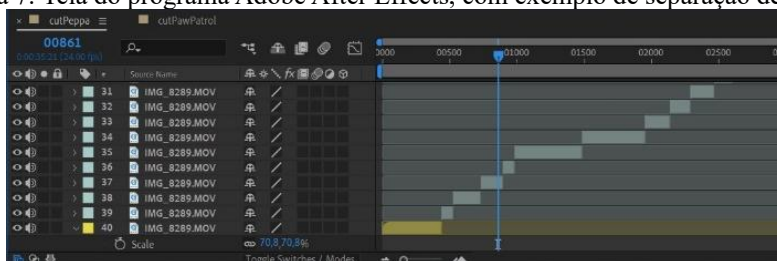 a 7. Tela do programa Adobe After Effects, com exemplo de separação de
× cutPeppa cutPawPatrol
00861
0:00:35:21 (24.00 fps)
0000 00500 01000 01500 02000 02500
Source Name
31 IMG_8289.MOV
32 IMG_8289.MOV
33 IMG_8289.MOV
34 IMG_8289.MOV
35 IMG_8289.MOV
36 IMG_8289.MOV
37 IMG_8289.MOV
38 IMG_8289.MOV
39 IMG_8289.MOV
40 IMG_8289.MOV
Scale 70,8,70,8%
Toggle Switches / Modes